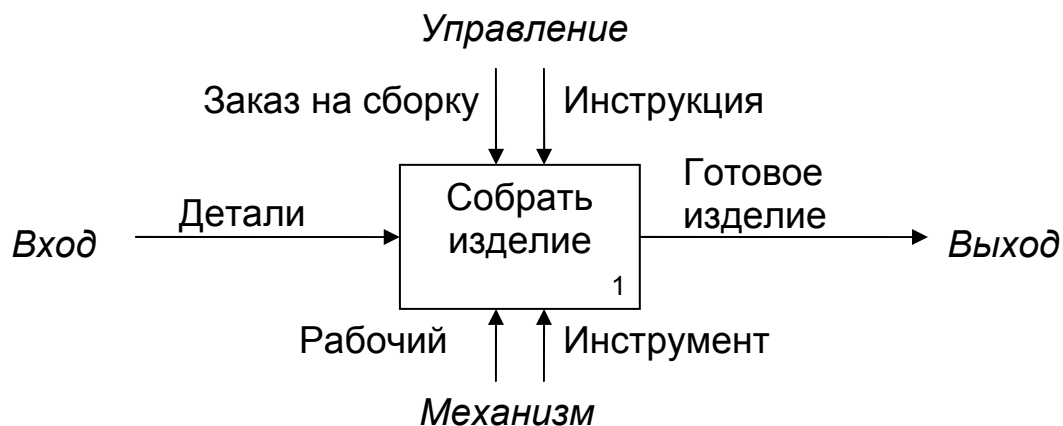 Управление
Заказ на сборку
Инструкция
Собрать
изделие
1
Детали
Вход
Готовое
изделие
Выход
Рабочий
Инструмент
Механизм